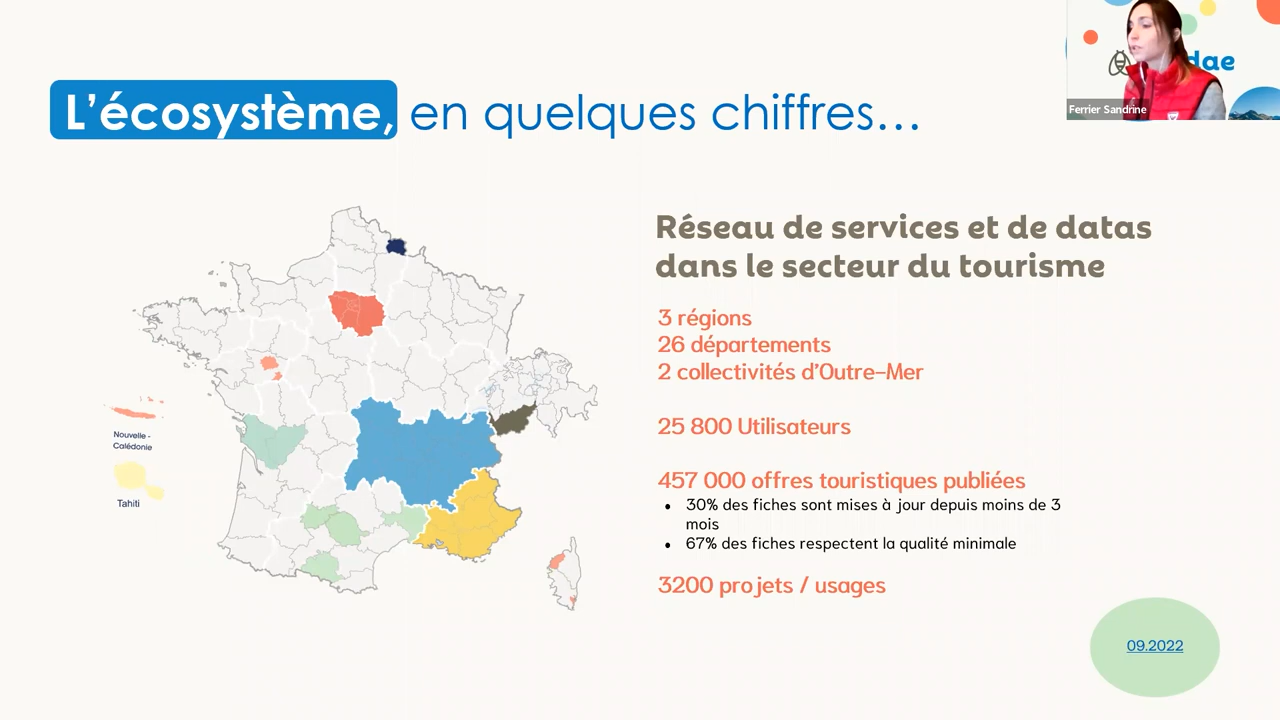 L'écosystème, en quelques chiffres...
dae
Ferrier Sandrine
Réseau de services et de datas
dans le secteur du tourisme
3 régions
26 départements
2 collectivités d'Outre-Mer
25 800 Utilisateurs
457 000 offres touristiques publiées
• 30% des fiches sont mises à jour depuis moins de 3
mois
• 67% des fiches respectent la qualité minimale
3200 projets / usages
Nouvelle -
Calédonie
Tahiti
09.2022